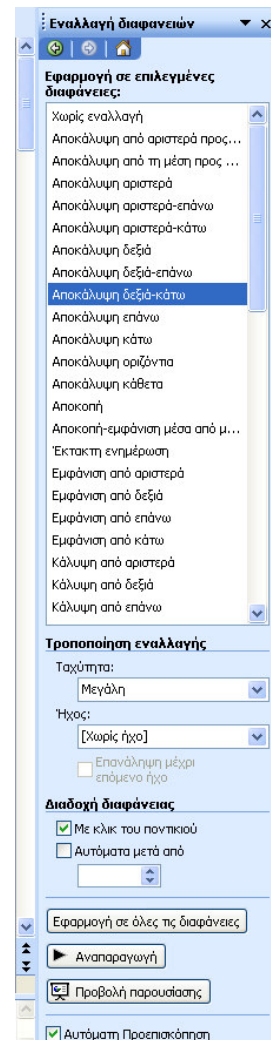 Εναλλαγή διαφανειών
Εφαρμογή σε επιλεγμένες
διαφάνειες:
Χωρίς εναλλαγή
Αποκάλυψη από αριστερά προς...
Αποκάλυψη από τη μέση προς ...
Αποκάλυψη αριστερά
Αποκάλυψη αριστερά-επάνω
Αποκάλυψη αριστερά-κάτω
Αποκάλυψη δεξιά
Αποκάλυψη δεξιά-επάνω
Αποκάλυψη δεξιά-κάτω
Αποκάλυψη επάνω
Αποκάλυψη κάτω
Αποκάλυψη οριζόντια
Αποκάλυψη κάθετα
Αποκοπή
Αποκοπή-εμφάνιση μέσα από μ...
Έκτακτη ενημέρωση
Εμφάνιση από αριστερά
Εμφάνιση από δεξιά
Εμφάνιση από επάνω
Εμφάνιση από κάτω
Κάλυψη από αριστερά
Κάλυψη από δεξιά
Κάλυψη από επάνω
Τροποποίηση εναλλαγής
Ταχύτητα:
Μεγάλη
Ήχος:
[Χωρίς ήχο]
Επανάληψη μέχρι
επόμενο ήχο
Διαδοχή διαφάνειας
Με κλικ του ποντικιού
Αυτόματα μετά από
Εφαρμογή σε όλες τις διαφάνειες
Αναπαραγωγή
Προβολή παρουσίασης
Αυτόματη Προεπισκόπηση